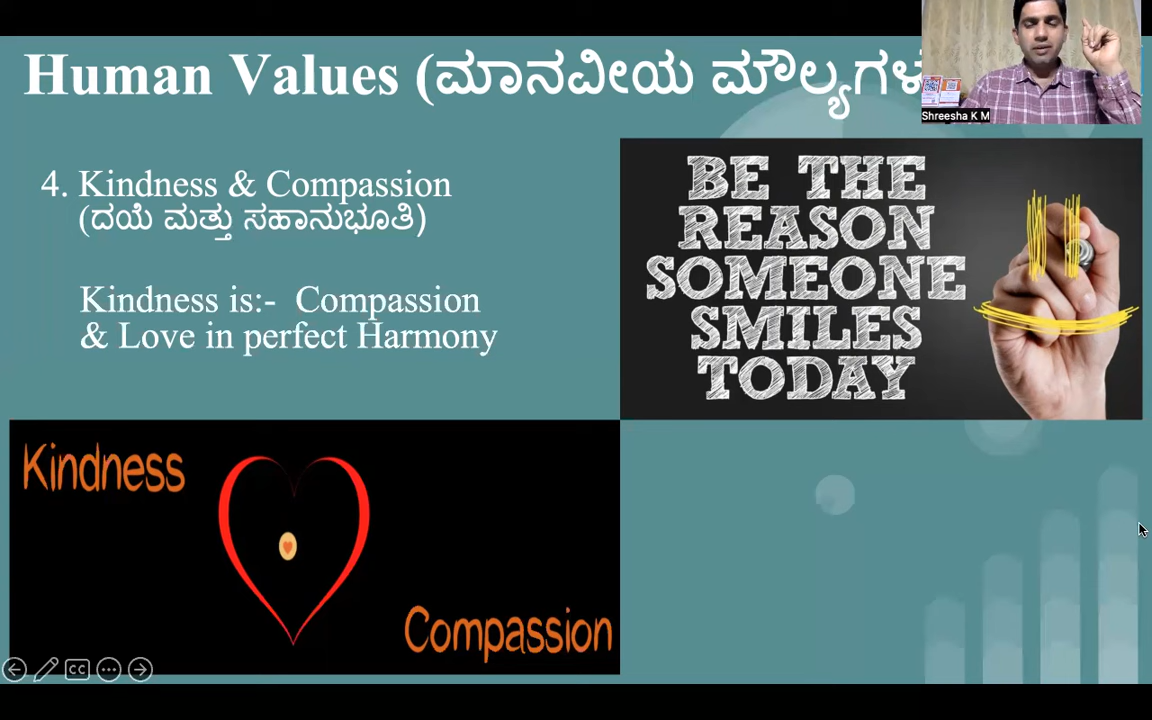 Human Values (ಮಾನವೀಯ ಮೌಲ್ಯಗಳ
Shreesha K M
4. Kindness & Compassion
(ದಯೆ ಮತ್ತು ಸಹಾನುಭೂತಿ)
Kindness is:- Compassion
& Love in perfect Harmony
BE THE
REASON
SOMEONE
SMILES
TODAY
Kindness
Compassion
CC